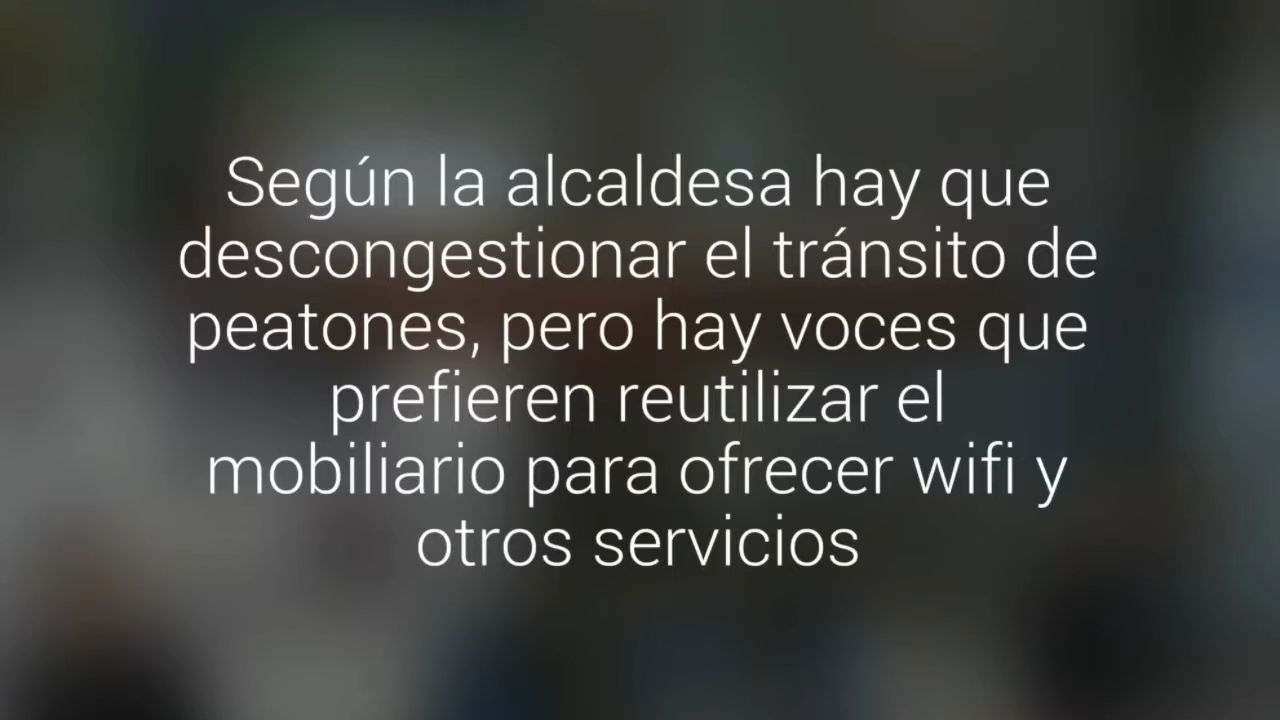 Según la alcaldesa hay que
descongestionar el tránsito de
peatones, pero hay voces que
prefieren reutilizar el
mobiliario para ofrecer wifi y
otros servicios